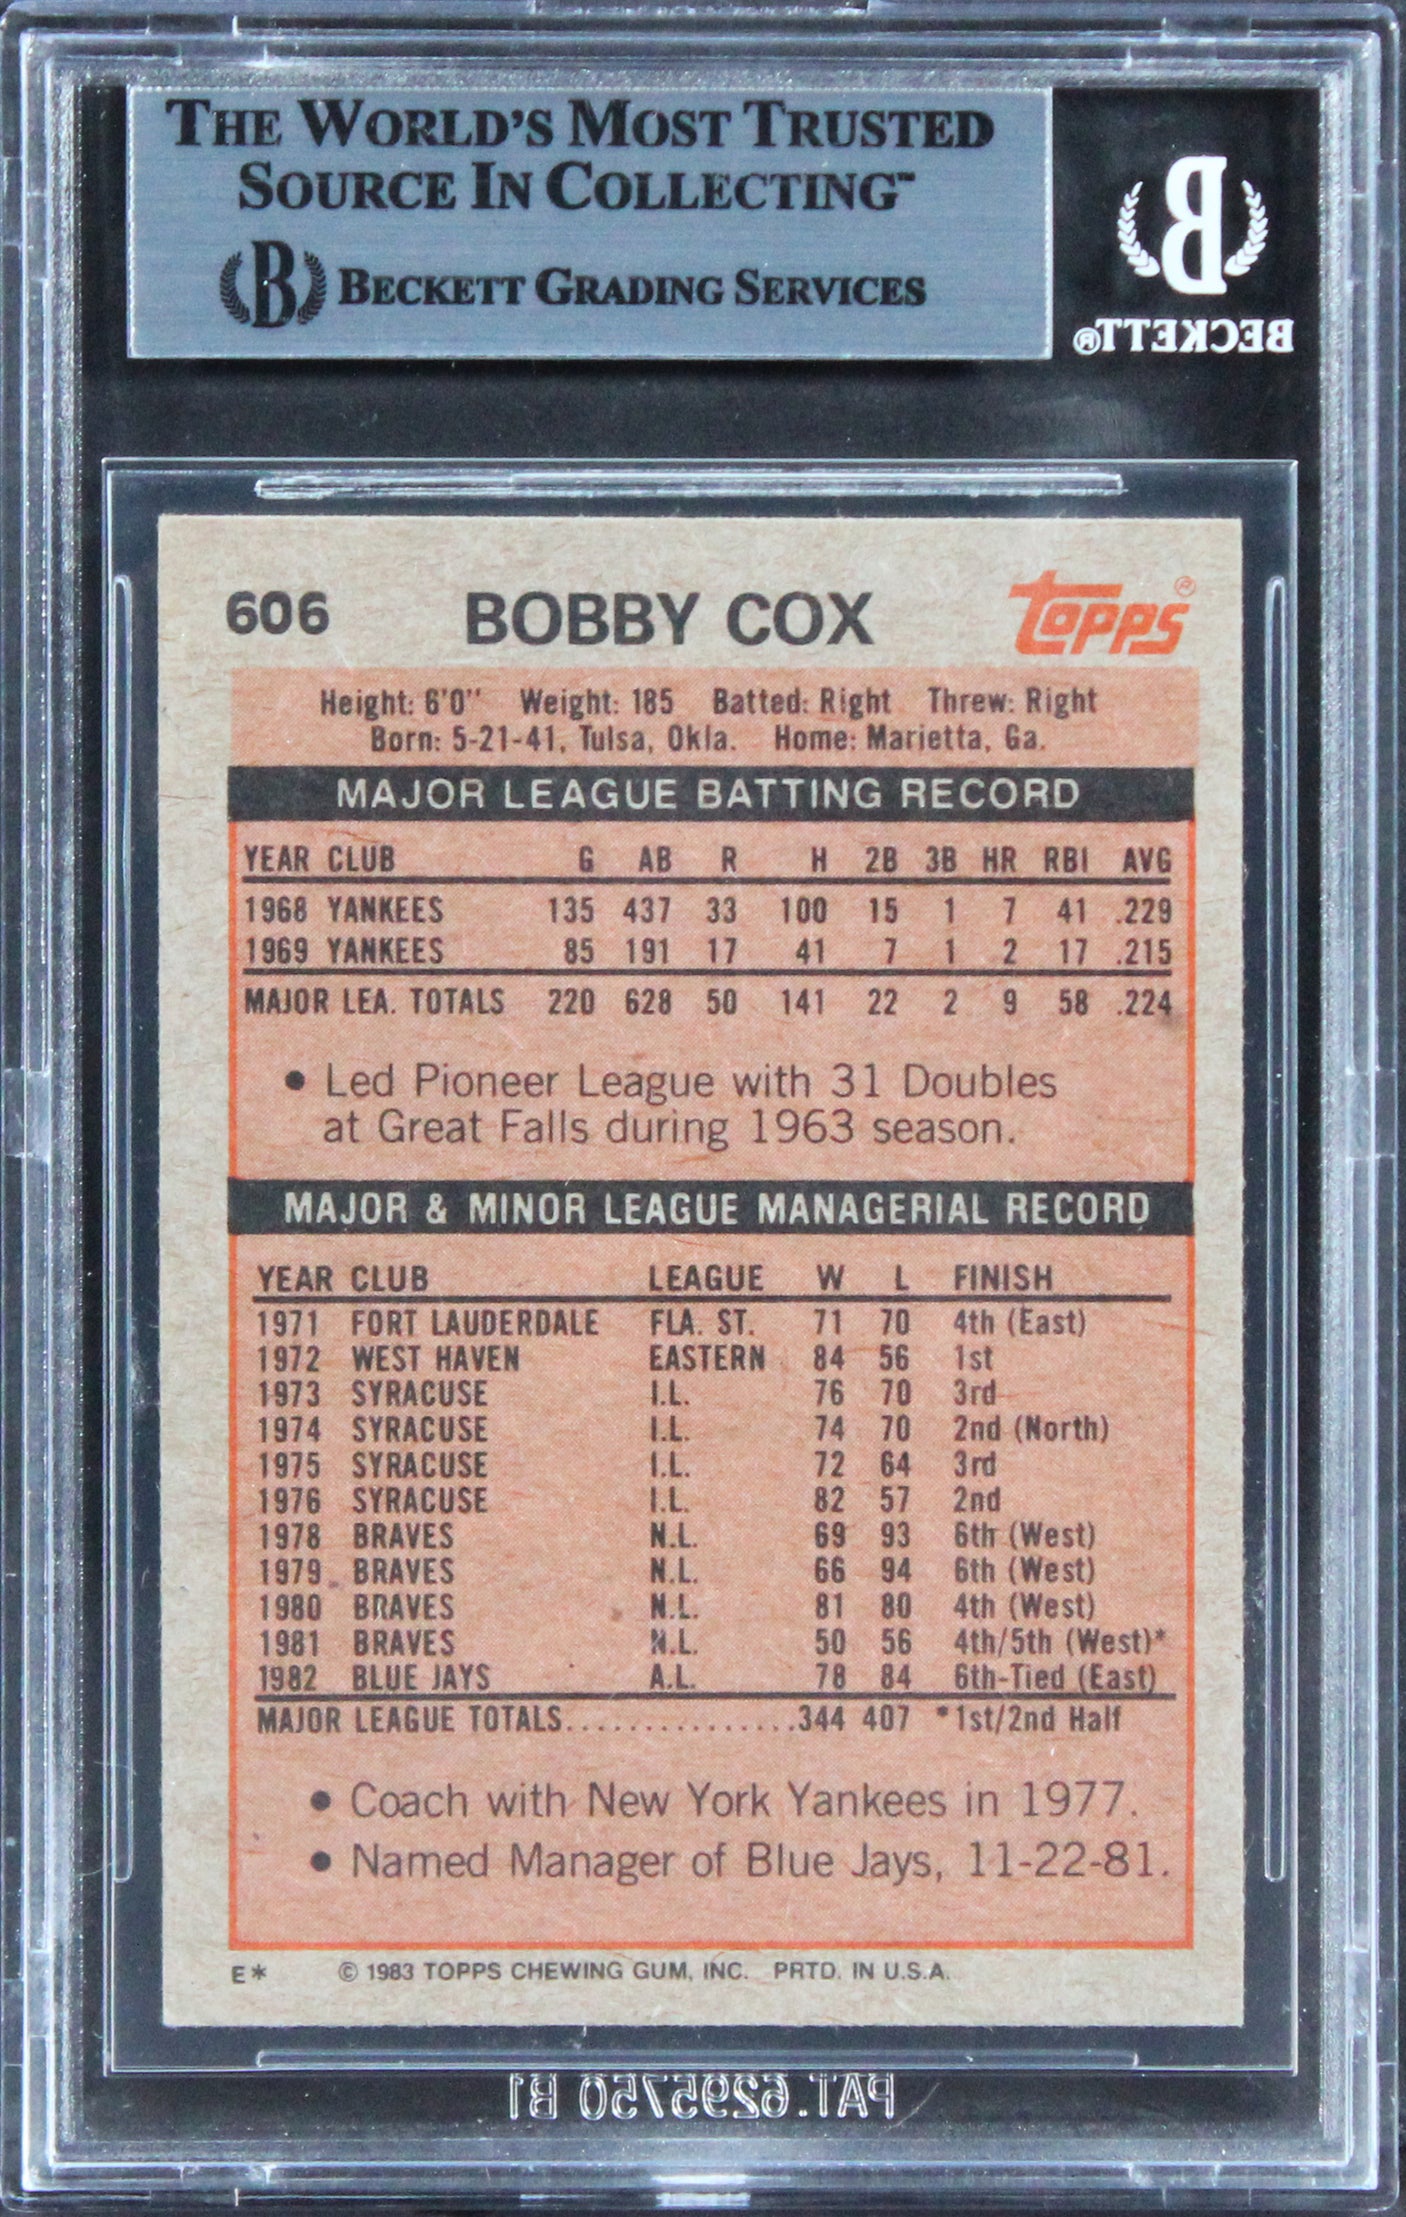 THE WORLD'S MOST TRUSTED
SOURCE IN COLLECTING™
B BECKETT GRADING SERVICES
B
BECKETT®
606 BOBBY COX topps®
Height: 6'0" Weight: 185 Batted: Right Threw: Right
Born: 5-21-41, Tulsa, Okla. Home: Marietta, Ga.
MAJOR LEAGUE BATTING RECORD
YEAR CLUB G AB R H 2B 3B HR RBI AVG
1968 YANKEES 135 437 33 100 15 1 7 41 .229
1969 YANKEES 85 191 17 41 7 1 2 17 .215
MAJOR LEA. TOTALS 220 628 50 141 22 2 9 58 .224
• Led Pioneer League with 31 Doubles
at Great Falls during 1963 season.
MAJOR & MINOR LEAGUE MANAGERIAL RECORD
YEAR CLUB LEAGUE W L FINISH
1971 FORT LAUDERDALE FLA. ST. 71 70 4th (East)
1972 WEST HAVEN EASTERN 84 56 1st
1973 SYRACUSE I.L. 76 70 3rd
1974 SYRACUSE I.L. 74 70 2nd (North)
1975 SYRACUSE I.L. 72 64 3rd
1976 SYRACUSE I.L. 82 57 2nd
1978 BRAVES N.L. 69 93 6th (West)
1979 BRAVES N.L. 66 94 6th (West)
1980 BRAVES N.L. 81 80 4th (West)
1981 BRAVES N.L. 50 56 4th/5th (West)*
1982 BLUE JAYS A.L. 78 84 6th-Tied (East)
MAJOR LEAGUE TOTALS...............344 407 *1st/2nd Half
• Coach with New York Yankees in 1977.
• Named Manager of Blue Jays, 11-22-81.
E* © 1983 TOPPS CHEWING GUM, INC. PRTD. IN U.S.A.
PAT. 6295750 B1